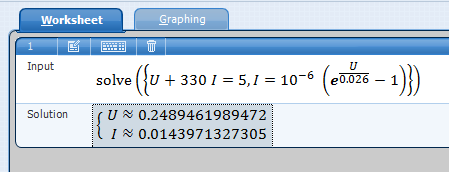 Worksheet Graphing
1
Input
solve ({U + 330 I = 5, I = 10⁻⁶ (e^(U/0.026) − 1)})
Solution
{U ≈ 0.2489461989472
I ≈ 0.0143971327305